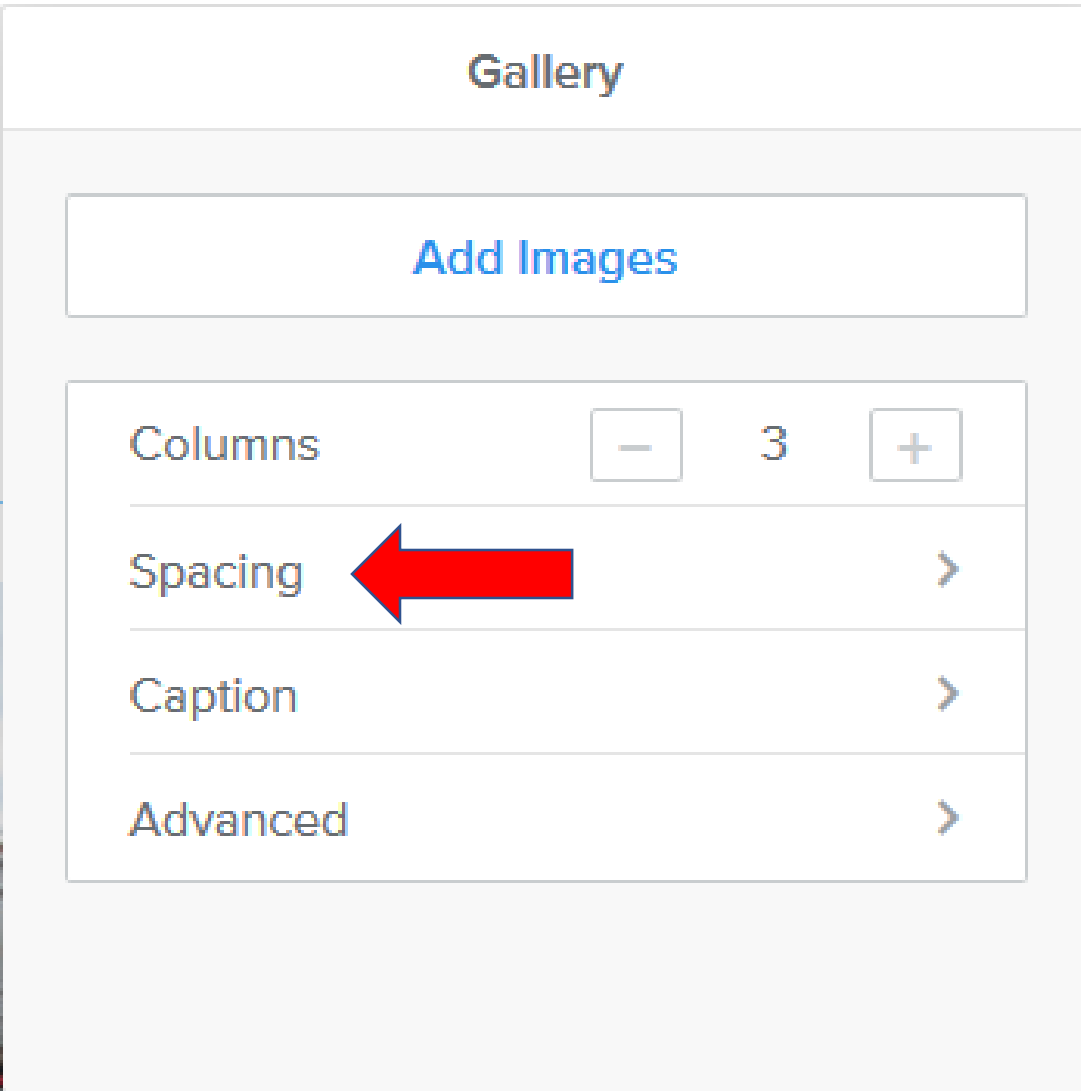 Gallery
Add Images
Columns − 3 +
Spacing
Caption
Advanced